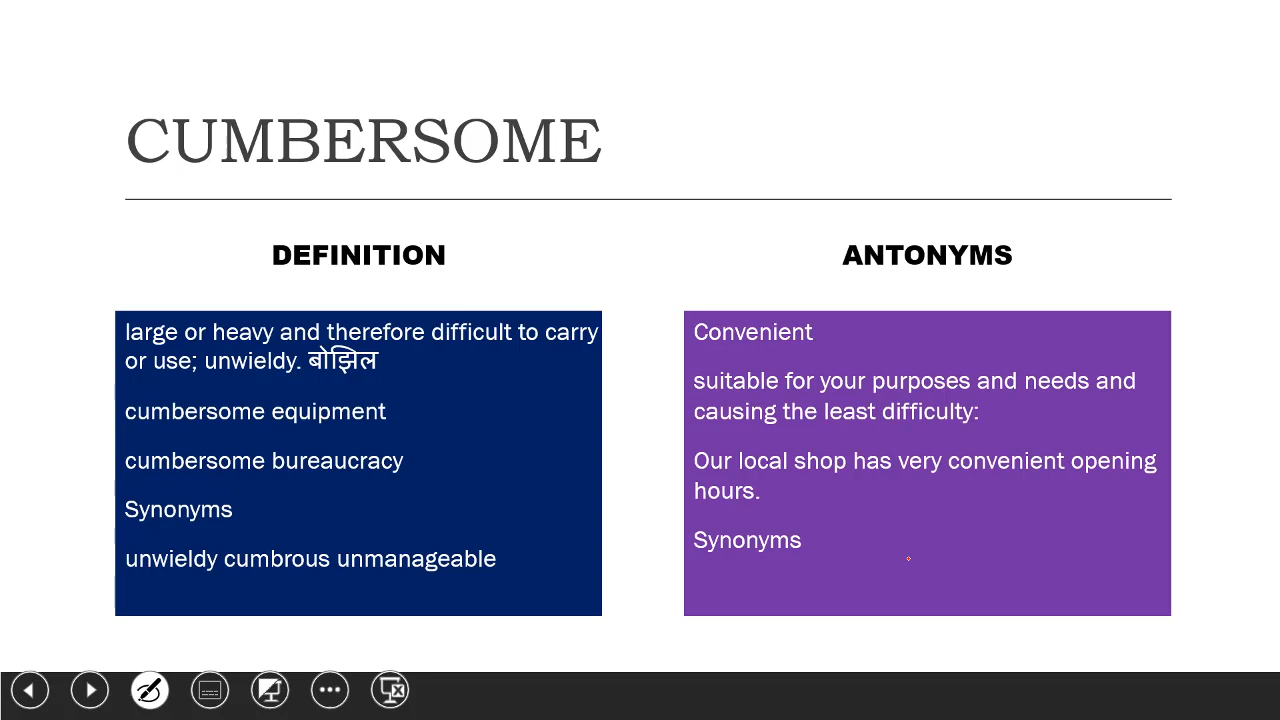 CUMBERSOME
DEFINITION
large or heavy and therefore difficult to carry
or use; unwieldy. बोझिल
cumbersome equipment
cumbersome bureaucracy
Synonyms
unwieldy cumbrous unmanageable
ANTONYMS
Convenient
suitable for your purposes and needs and
causing the least difficulty:
Our local shop has very convenient opening
hours.
Synonyms